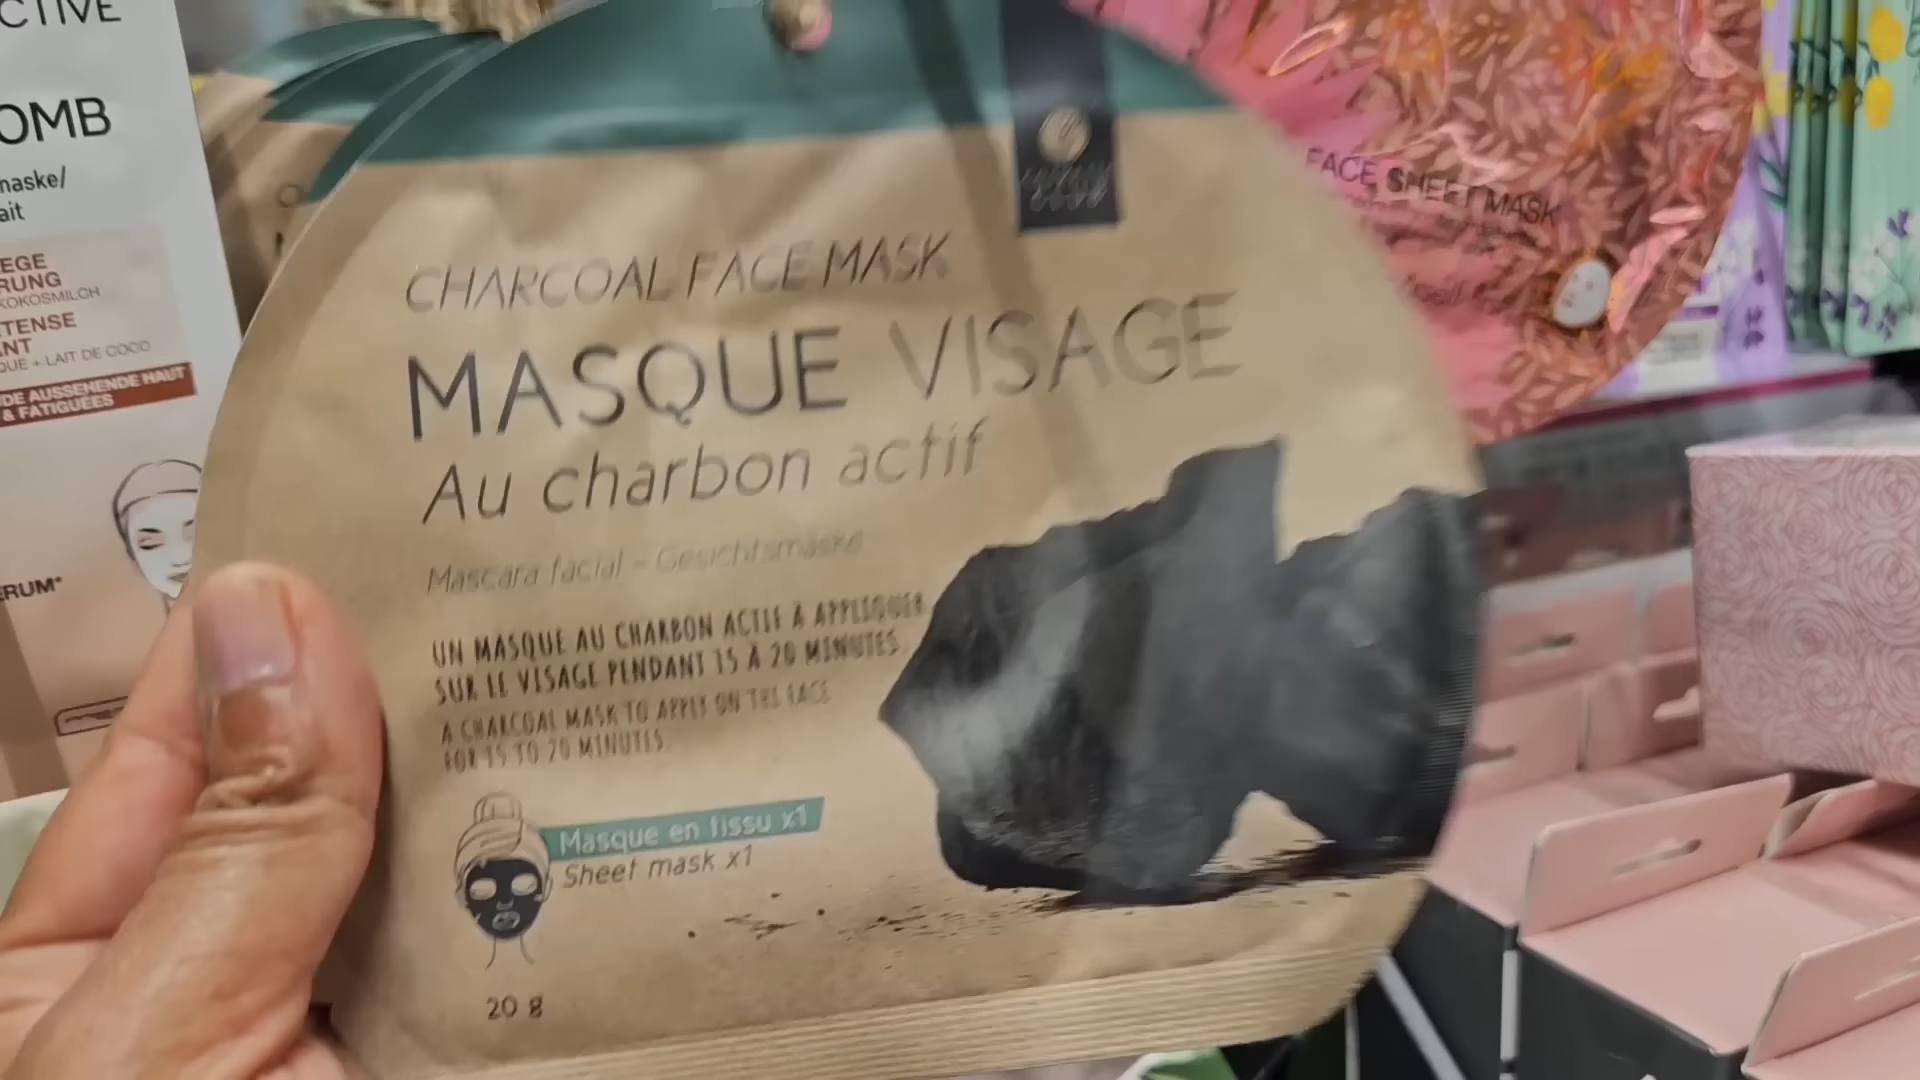 CTIVE
OMB
maske/
ait
EGE
RUNG
KOKOSMILCH
TENSE
ANT
QUE + LAIT DE COCO
DE AUSSEHENDE HAUT
& FATIGUÉES
ERUM*
CHARCOAL FACE MASK
MASQUE VISAGE
Au charbon actif
Mascara facial - Gesichtsmaske
UN MASQUE AU CHARBON ACTIF À APPLIQUER
SUR LE VISAGE PENDANT 15 À 20 MINUTES.
A CHARCOAL MASK TO APPLY ON THE FACE
FOR 15 TO 20 MINUTES.
Masque en tissu x1
Sheet mask x1
20 g
FACE SHEET MASK